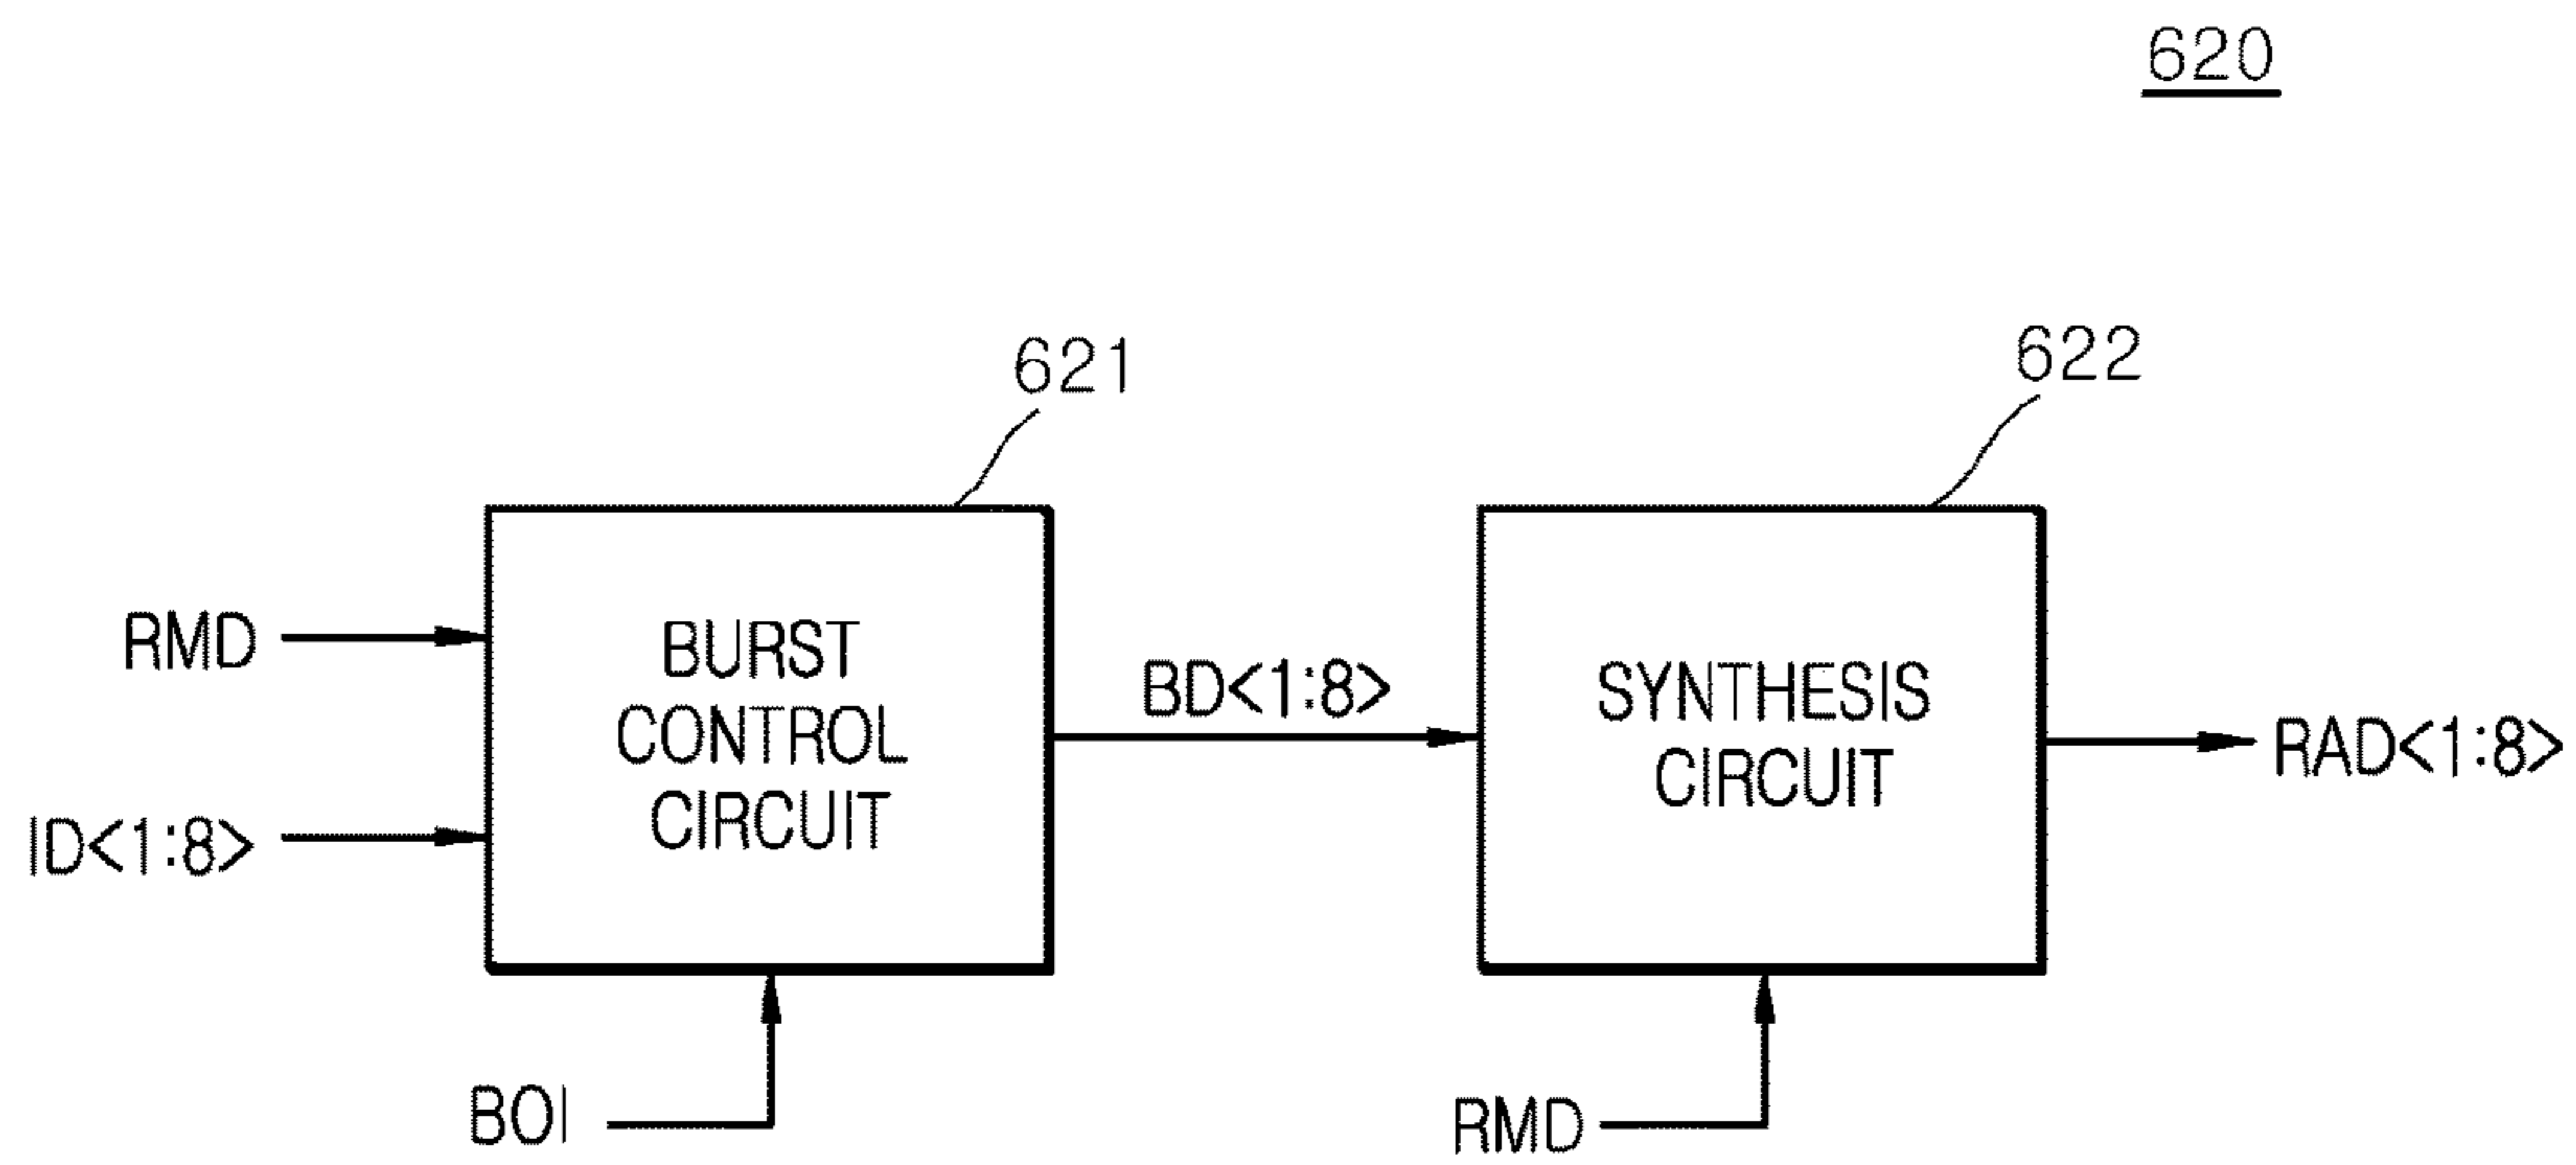 620
621
622
RMD
BURST
CONTROL
CIRCUIT
BD<1:8>
SYNTHESIS
CIRCUIT
RAD<1:8>
ID<1:8>
BOI
RMD